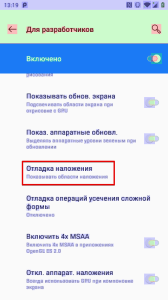 13:19
Для разработчиков
Включено
рисования
Показывать обнов. экрана
Подсвечивать области экрана при
отрисовке с GPU
Показ. аппаратные обновл.
Выделять аппаратные уровни зеленым при
обновлении
Отладка наложения
Показывать области наложения
Отладка операций усечения сложной
формы
Отключено
Включить 4x MSAA
Включить 4x MSAA в приложениях
OpenGL ES 2.0
Откл. аппарат. наложения
Всегда использовать GPU при компоновке
экрана